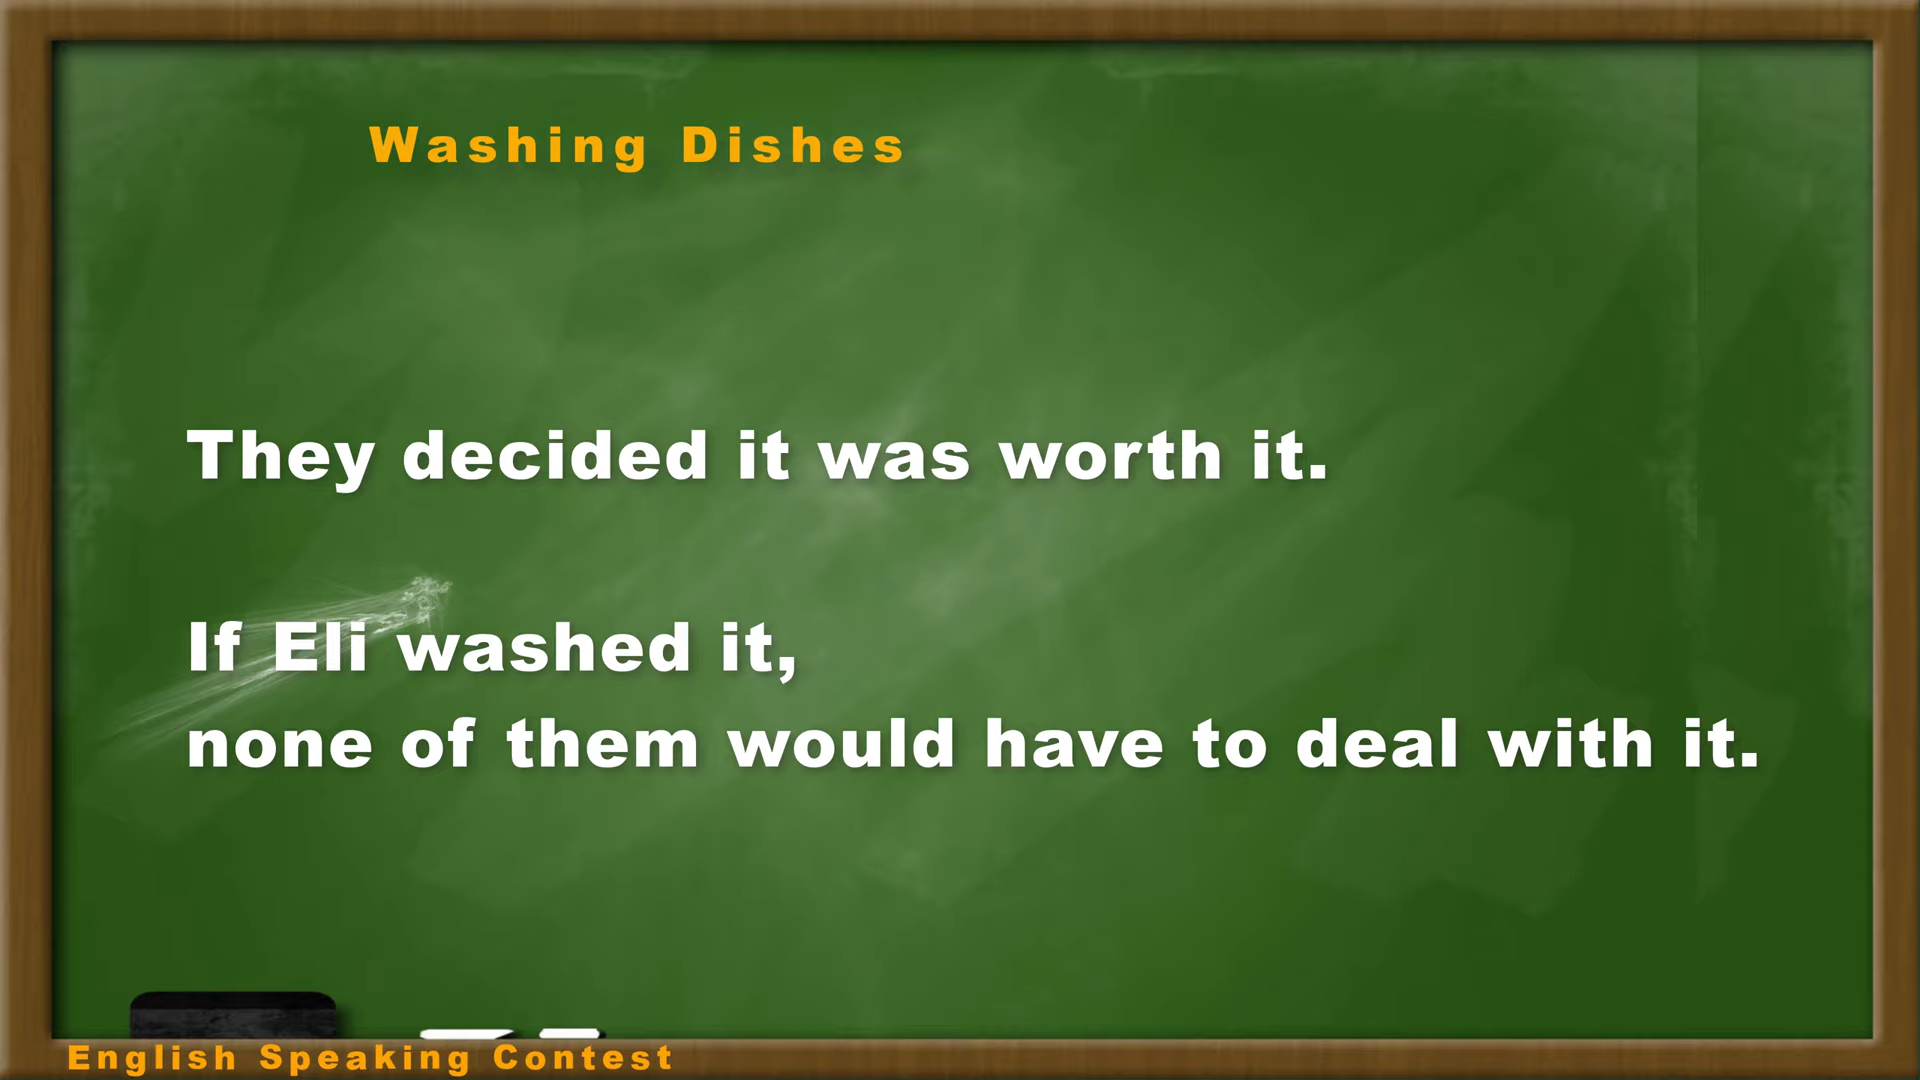 Washing Dishes
They decided it was worth it.
If Eli washed it,
none of them would have to deal with it.
English Speaking Contest